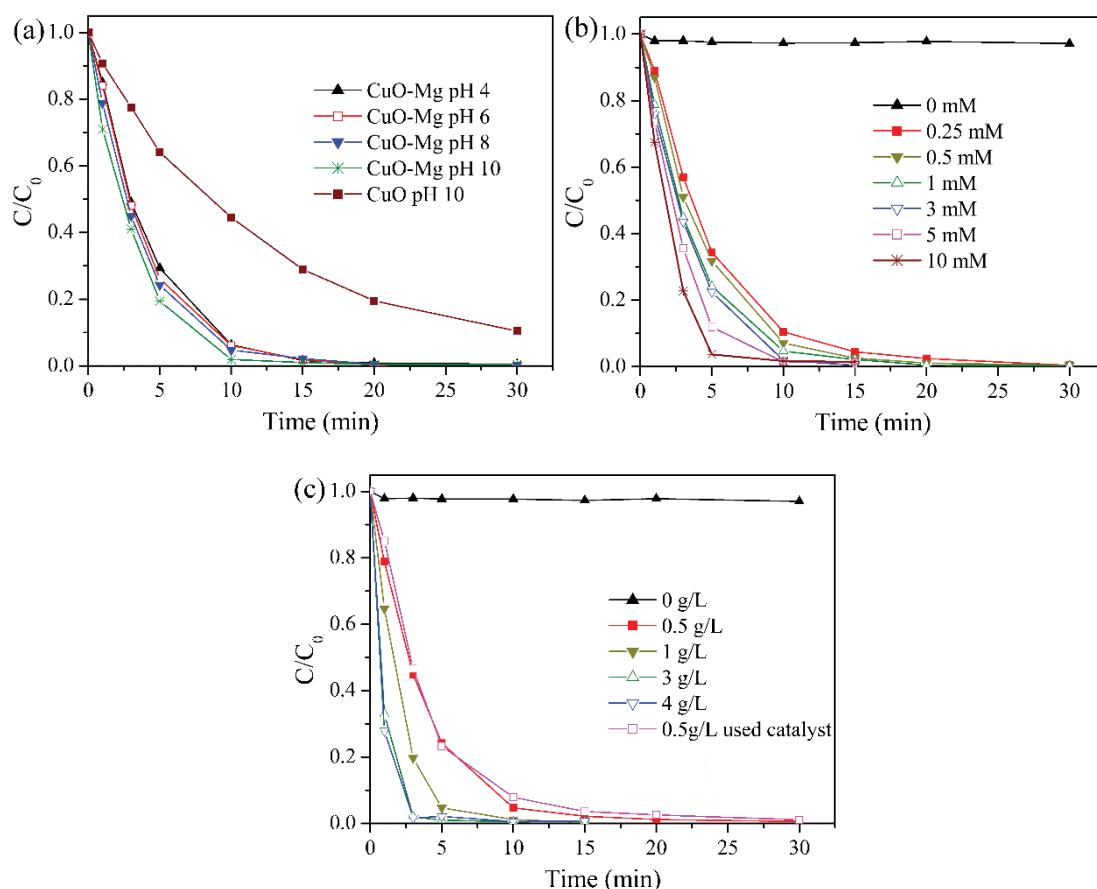 (a)
1.0
0.8
0.6
0.4
0.2
0.0
C/C₀
CuO-Mg pH 4
CuO-Mg pH 6
CuO-Mg pH 8
CuO-Mg pH 10
CuO pH 10
0 5 10 15 20 25 30
Time (min)
(b)
1.0
0.8
0.6
0.4
0.2
0.0
C/C₀
0 mM
0.25 mM
0.5 mM
1 mM
3 mM
5 mM
10 mM
0 5 10 15 20 25 30
Time (min)
(c)
1.0
0.8
0.6
0.4
0.2
0.0
C/C₀
0 g/L
0.5 g/L
1 g/L
3 g/L
4 g/L
0.5g/L used catalyst
0 5 10 15 20 25 30
Time (min)